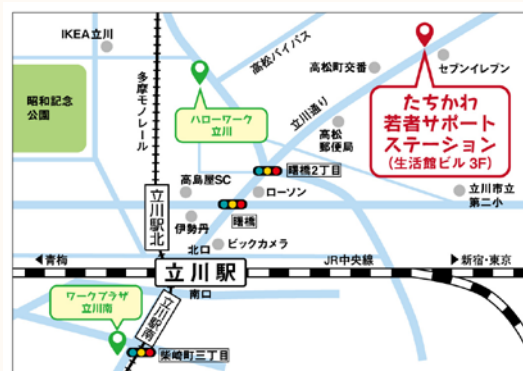 IKEA立川
多摩モノレール
高松バイパス
高松町交番
セブンイレブン
たちかわ
若者サポート
ステーション
(生活館ビル 3F)
昭和記念
公園
ハローワーク
立川
立川通り
高松
郵便局
曙橋2丁目
高島屋SC
ローソン
立川市立
第二小
立川駅北
伊勢丹
曙橋
北口
ビックカメラ
◀青梅
立川駅
JR中央線
▶新宿・東京
南口
ワークプラザ
立川南
立川駅南
柴崎町三丁目